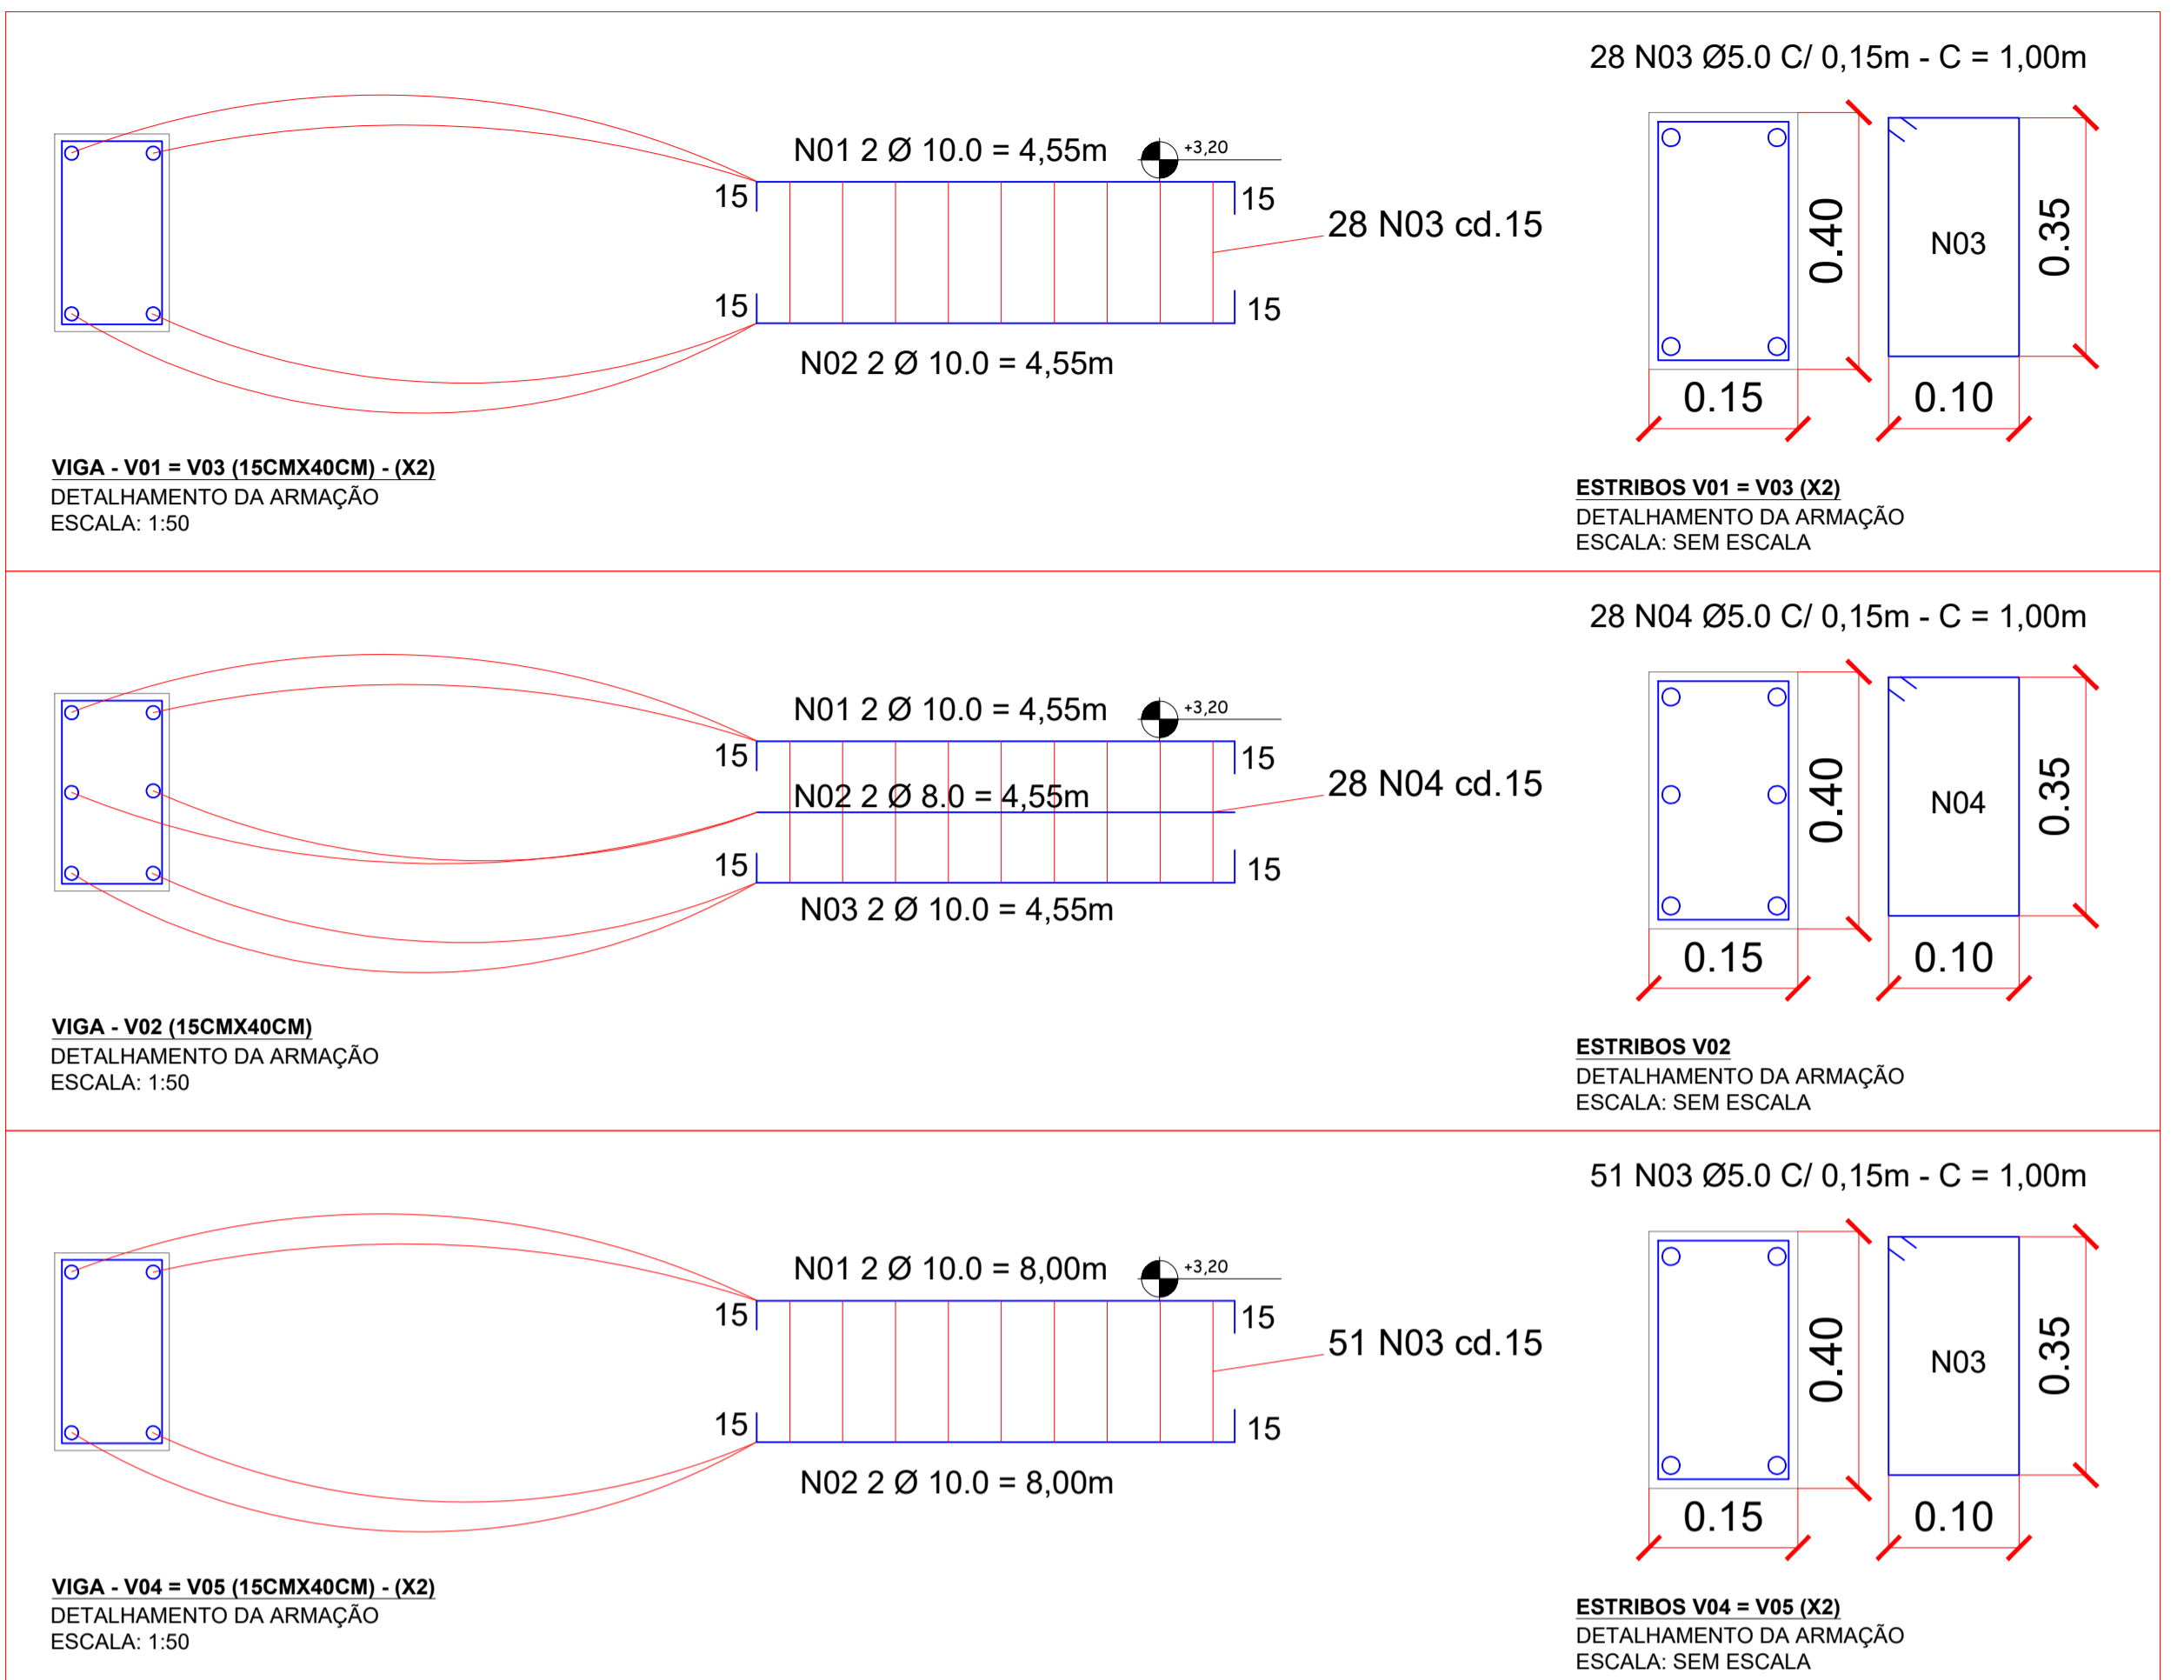 28 N03 Ø5.0 C/ 0,15m - C = 1,00m
N01 2 Ø 10.0 = 4,55m
+3,20
15
15
28 N03 cd.15
15
15
N02 2 Ø 10.0 = 4,55m
0.40
N03
0.35
0.15
0.10
VIGA - V01 = V03 (15CMX40CM) - (X2)
DETALHAMENTO DA ARMAÇÃO
ESCALA: 1:50
ESTRIBOS V01 = V03 (X2)
DETALHAMENTO DA ARMAÇÃO
ESCALA: SEM ESCALA
28 N04 Ø5.0 C/ 0,15m - C = 1,00m
N01 2 Ø 10.0 = 4,55m
+3,20
15
15
N02 2 Ø 8.0 = 4,55m
28 N04 cd.15
15
15
N03 2 Ø 10.0 = 4,55m
0.40
N04
0.35
0.15
0.10
VIGA - V02 (15CMX40CM)
DETALHAMENTO DA ARMAÇÃO
ESCALA: 1:50
ESTRIBOS V02
DETALHAMENTO DA ARMAÇÃO
ESCALA: SEM ESCALA
51 N03 Ø5.0 C/ 0,15m - C = 1,00m
N01 2 Ø 10.0 = 8,00m
+3,20
15
15
51 N03 cd.15
15
15
N02 2 Ø 10.0 = 8,00m
0.40
N03
0.35
0.15
0.10
VIGA - V04 = V05 (15CMX40CM) - (X2)
DETALHAMENTO DA ARMAÇÃO
ESCALA: 1:50
ESTRIBOS V04 = V05 (X2)
DETALHAMENTO DA ARMAÇÃO
ESCALA: SEM ESCALA